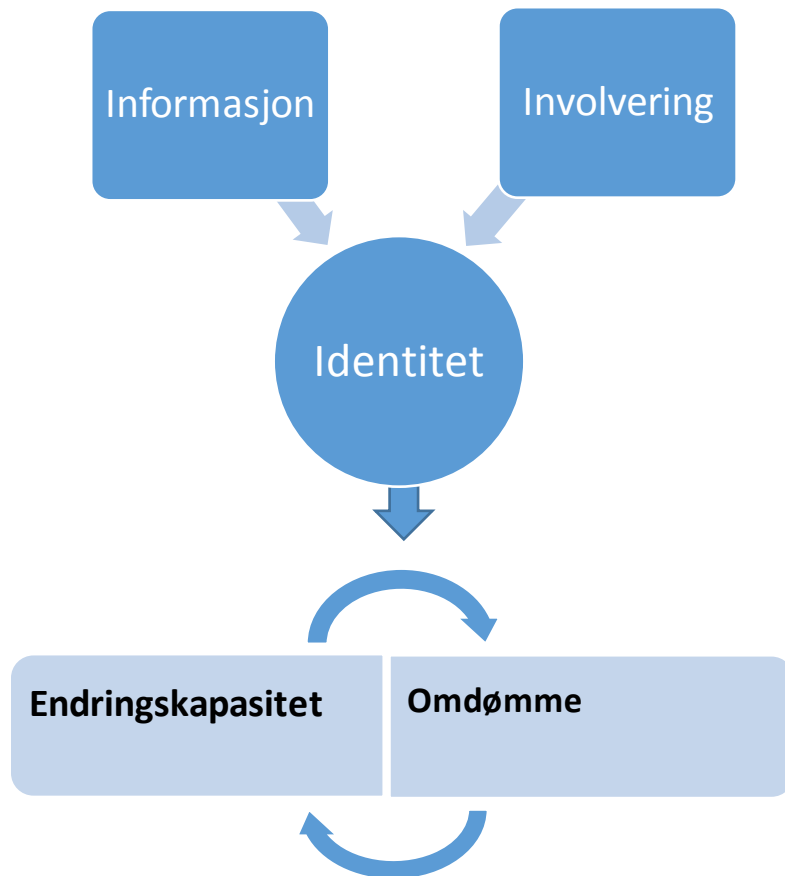 Informasjon
Involvering
Identitet
Endringskapasitet
Omdømme